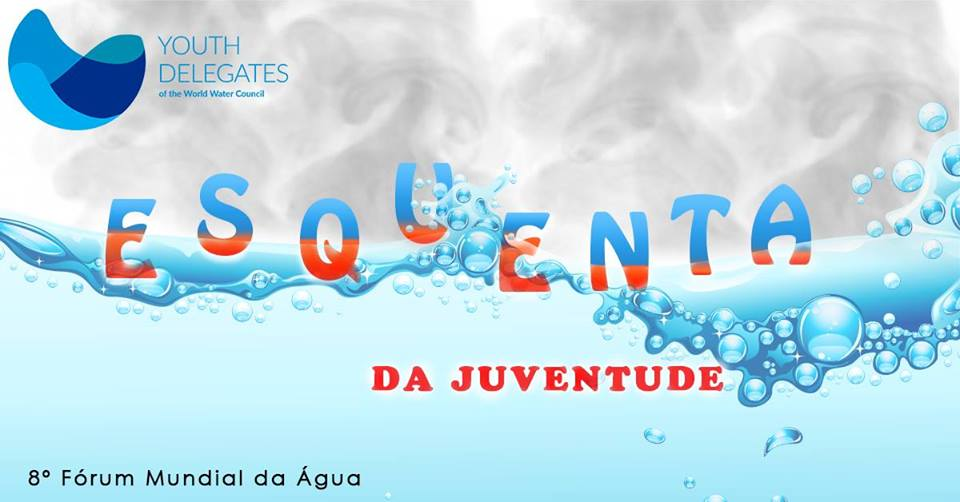 YOUTH
DELEGATES
of the World Water Council
ESQUENTA
DA JUVENTUDE
8º Fórum Mundial da Água